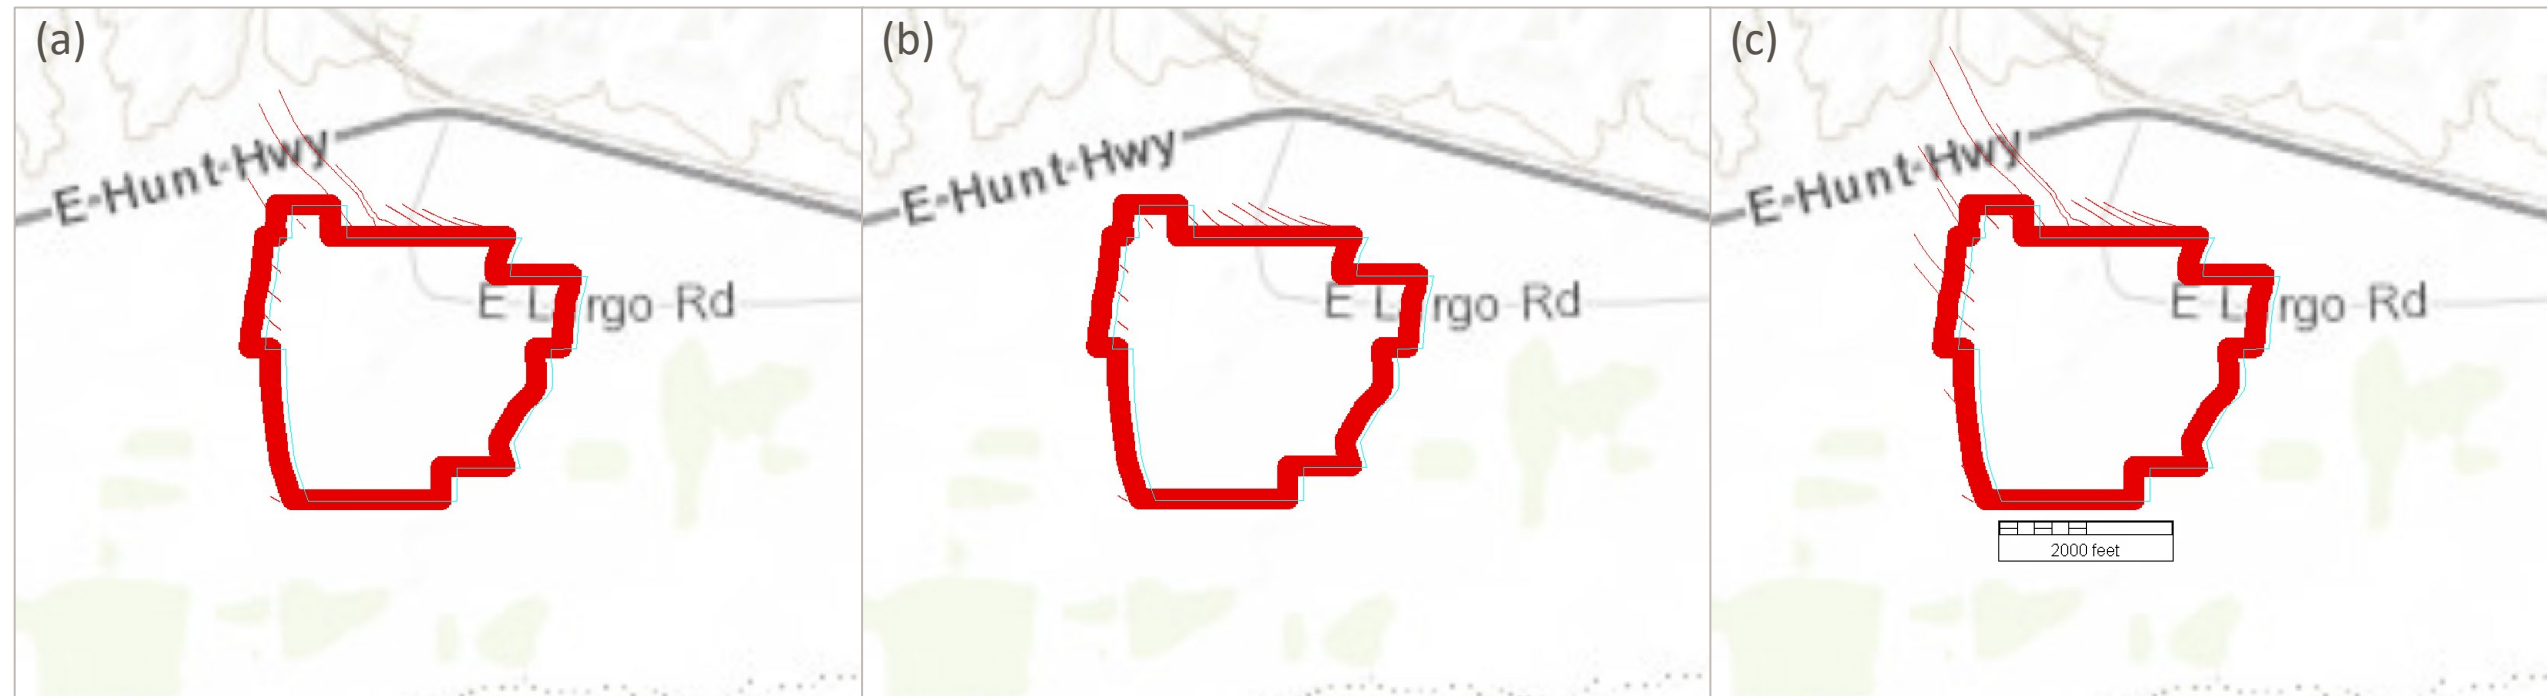 (a)
E-Hunt-Hwy
E L rgo-Rd
(b)
E-Hunt-Hwy
E L rgo-Rd
(c)
E-Hunt-Hwy
E L rgo-Rd
2000 feet